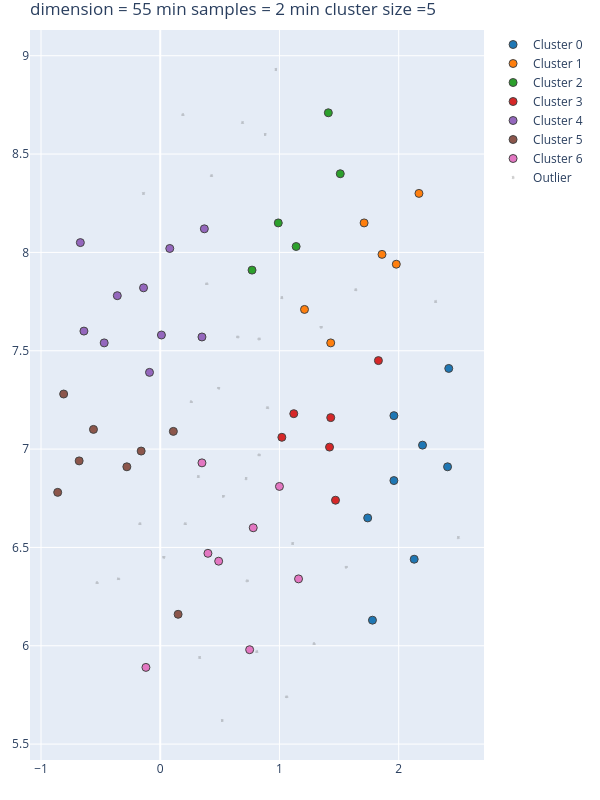 dimension = 55 min samples = 2 min cluster size =5
9
8.5
8
7.5
7
6.5
6
5.5
−1
0
1
2
Cluster 0
Cluster 1
Cluster 2
Cluster 3
Cluster 4
Cluster 5
Cluster 6
Outlier